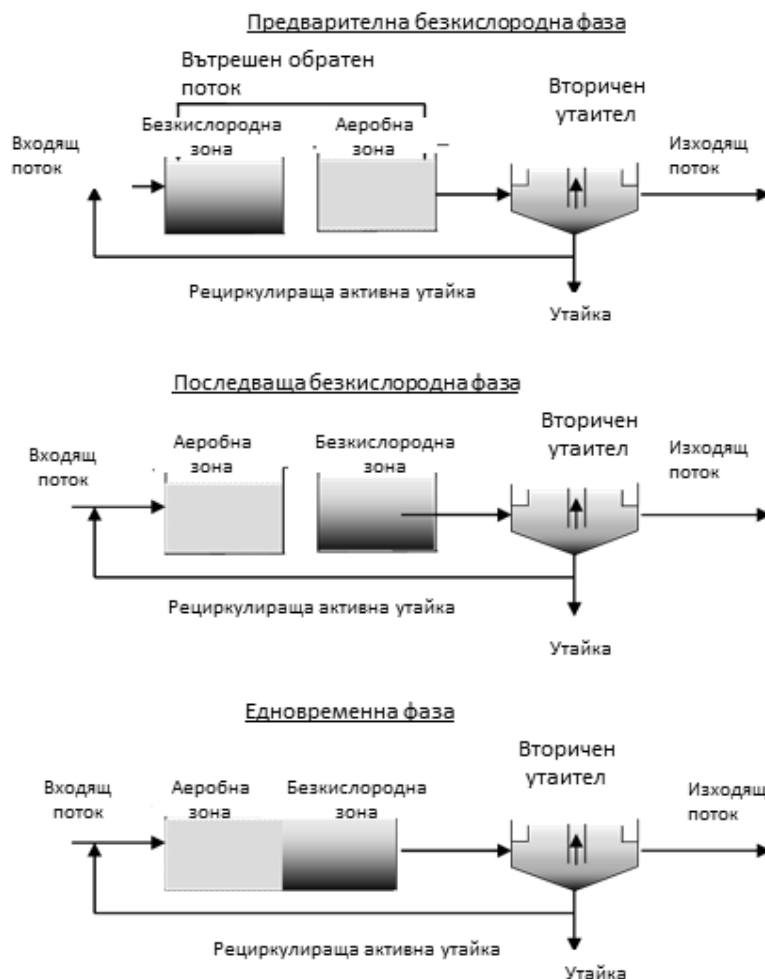 Предварителна безкислородна фаза
Вътрешен обратен
поток
Вторичен
утаител
Безкислородна
зона
Аеробна
зона
Входящ
поток
Изходящ
поток
Рециркулираща активна утайка
Утайка
Последваща безкислородна фаза
Вторичен
утаител
Аеробна
зона
Безкислородна
зона
Входящ
поток
Изходящ
поток
Рециркулираща активна утайка
Утайка
Едновременна фаза
Вторичен
утаител
Входящ
поток
Аеробна
зона
Безкислородна
зона
Изходящ
поток
Рециркулираща активна утайка
Утайка